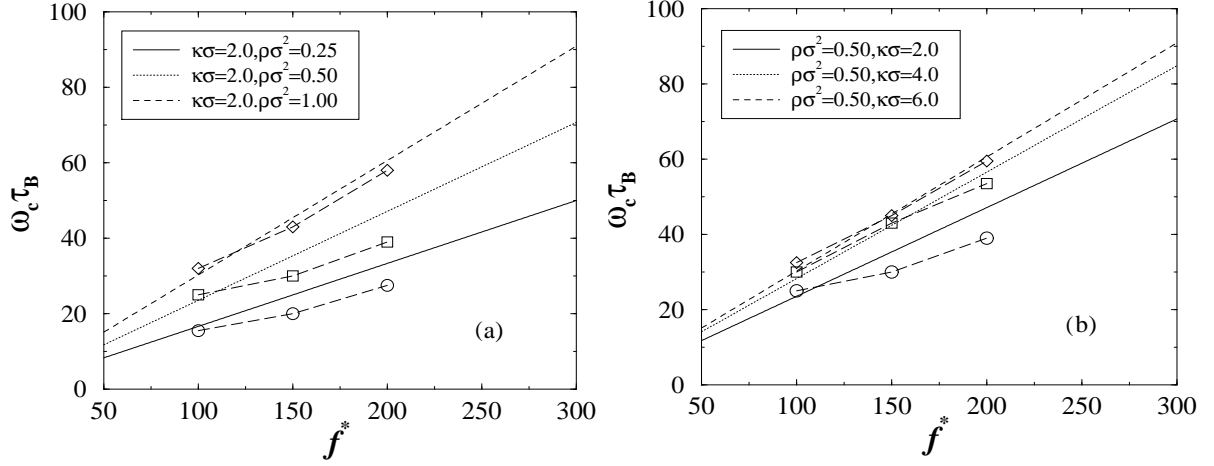 100
80
60
40
20
0
ω_c τ_B
κσ=2.0,ρσ²=0.25
κσ=2.0,ρσ²=0.50
κσ=2.0.ρσ²=1.00
(a)
50 100 150 200 250 300
f*
100
80
60
40
20
0
ω_c τ_B
ρσ²=0.50,κσ=2.0
ρσ²=0.50,κσ=4.0
ρσ²=0.50,κσ=6.0
(b)
50 100 150 200 250 300
f*